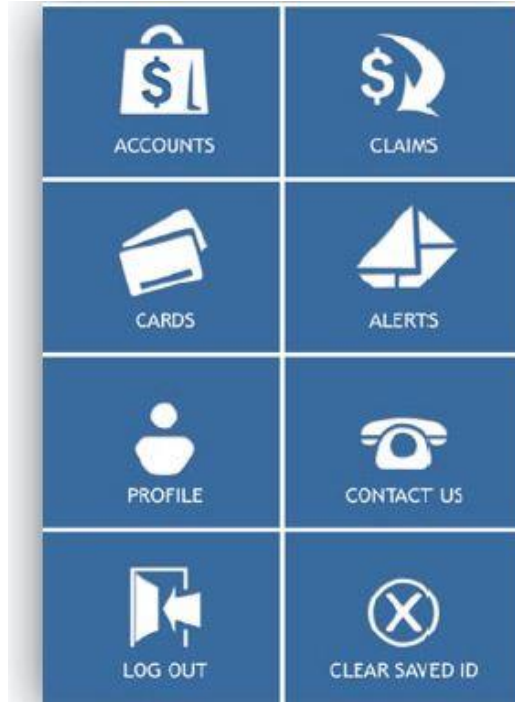 $
ACCOUNTS
$
CLAIMS
CARDS
ALERTS
PROFILE
CONTACT US
LOG OUT
X
CLEAR SAVED ID